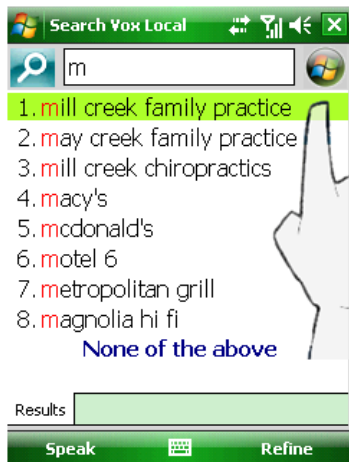 Search Vox Local
m
1. mill creek family practice
2. may creek family practice
3. mill creek chiropractics
4. macy's
5. mcdonald's
6. motel 6
7. metropolitan grill
8. magnolia hi fi
None of the above
Results
Speak
Refine